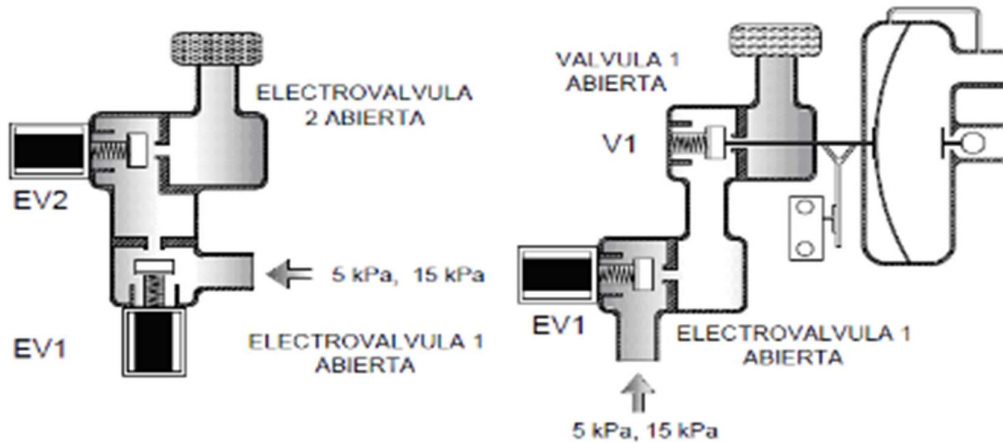 ELECTROVALVULA
2 ABIERTA
EV2
5 kPa, 15 kPa
EV1
ELECTROVALVULA 1
ABIERTA
VALVULA 1
ABIERTA
V1
EV1
ELECTROVALVULA 1
ABIERTA
5 kPa, 15 kPa